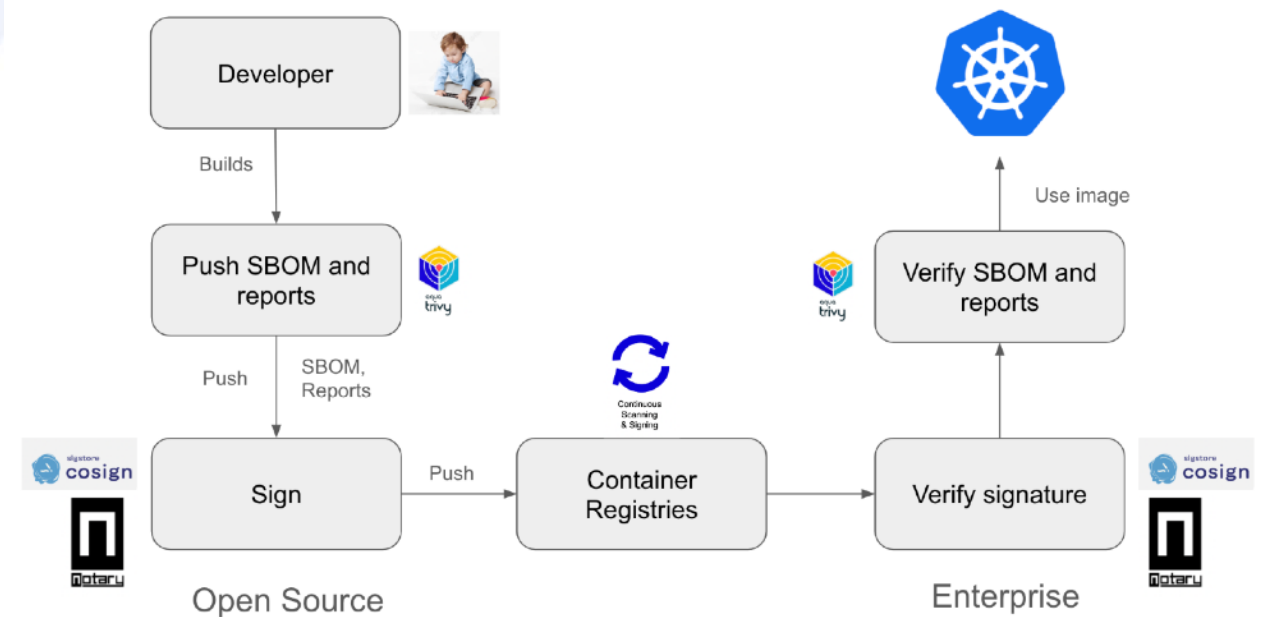 Developer
Builds
Push SBOM and
reports
aqua
trivy
Push
SBOM,
Reports
sigstore
cosign
notary
Sign
Open Source
Push
Continuous
Scanning
& Signing
Container
Registries
Verify signature
sigstore
cosign
notary
Enterprise
aqua
trivy
Verify SBOM and
reports
Use image